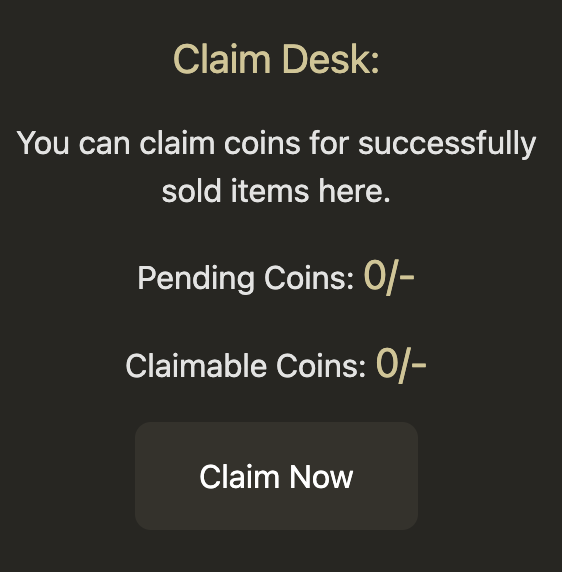 Claim Desk:
You can claim coins for successfully
sold items here.
Pending Coins: 0/-
Claimable Coins: 0/-
Claim Now